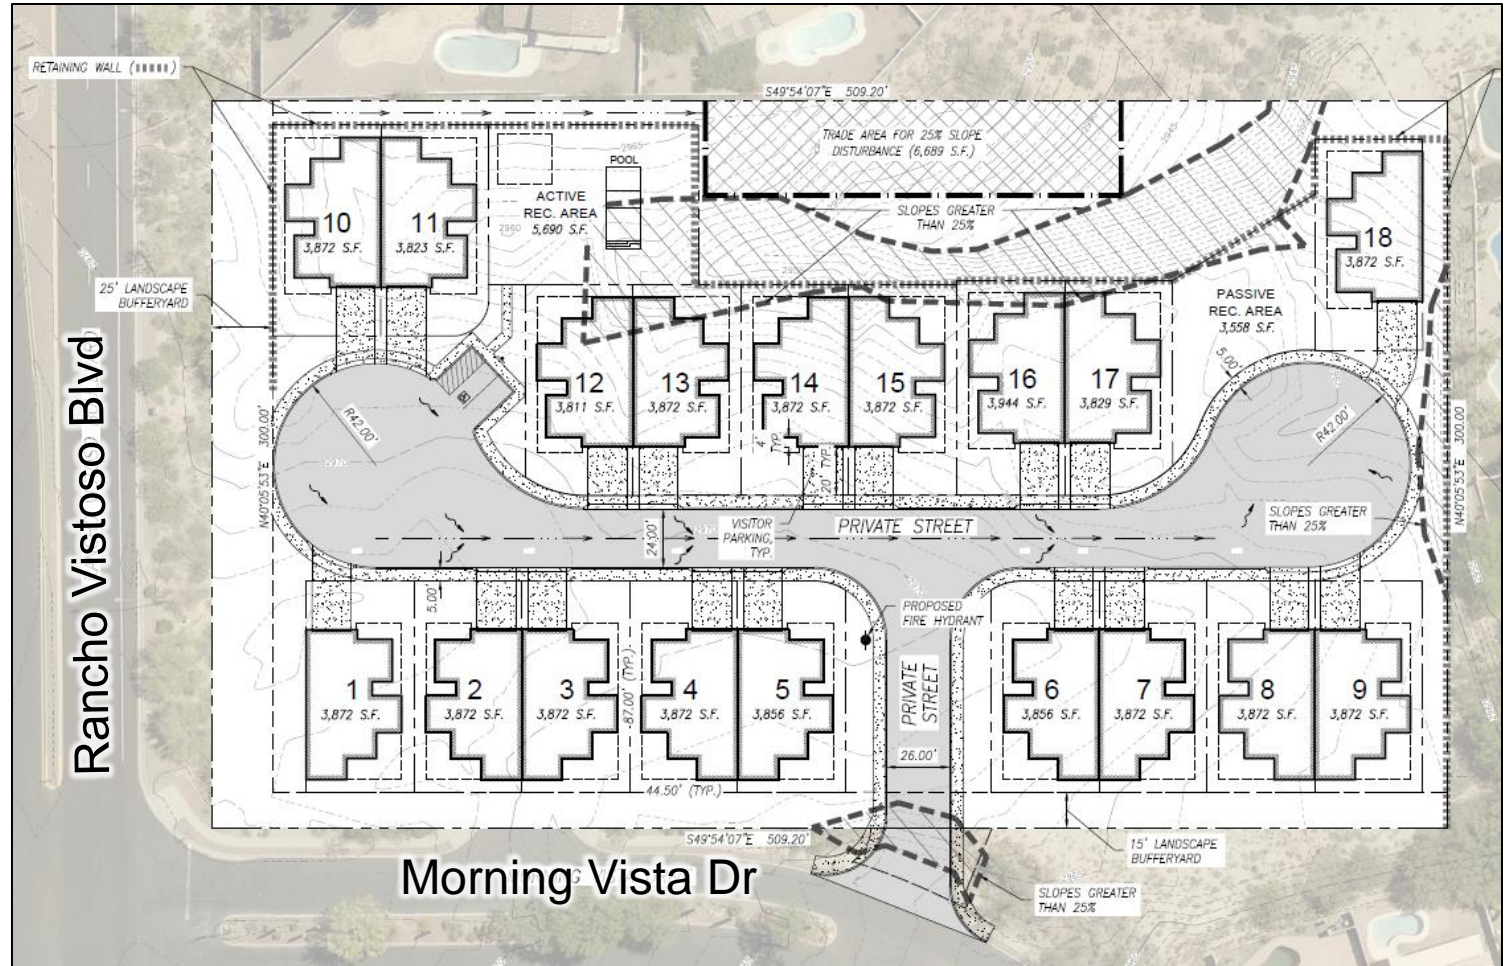 S49°54'07"E 509.20'
RETAINING WALL (▮▮▮▮▮)
TRADE AREA FOR 25% SLOPE
DISTURBANCE (6,689 S.F.)
2965
POOL
ACTIVE
REC. AREA
5,690 S.F.
2960
SLOPES GREATER
THAN 25%
10
3,872 S.F.
11
3,823 S.F.
18
3,872 S.F.
25' LANDSCAPE
BUFFERYARD
PASSIVE
REC. AREA
3,558 S.F.
Rancho Vistoso Blvd
12
3,811 S.F.
13
3,872 S.F.
14
3,872 S.F.
15
3,872 S.F.
16
3,944 S.F.
17
3,829 S.F.
5.00'
R42.00'
R42.00'
4'
TYP.
20' TYP.
N40°05'53"E 300.00'
N40°05'53"E 300.00
2970
24.00'
VISITOR
PARKING,
TYP.
PRIVATE STREET
SLOPES GREATER
THAN 25%
5.00'
PROPOSED
FIRE HYDRANT
1
3,872 S.F.
2
3,872 S.F.
3
3,872 S.F.
87.00' (TYP.)
4
3,872 S.F.
5
3,856 S.F.
PRIVATE
STREET
6
3,856 S.F.
7
3,872 S.F.
8
3,872 S.F.
9
3,872 S.F.
26.00'
44.50' (TYP.)
S49°54'07"E 509.20'
15' LANDSCAPE
BUFFERYARD
Morning Vista Dr
SLOPES GREATER
THAN 25%